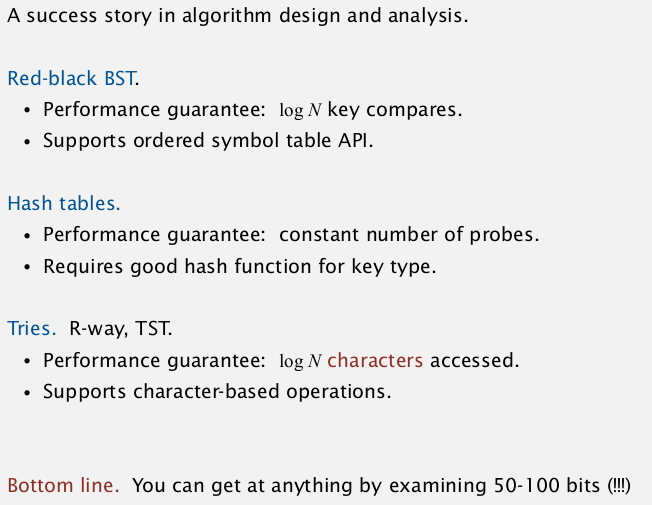 A success story in algorithm design and analysis.
Red-black BST.
• Performance guarantee: log N key compares.
• Supports ordered symbol table API.
Hash tables.
• Performance guarantee: constant number of probes.
• Requires good hash function for key type.
Tries. R-way, TST.
• Performance guarantee: log N characters accessed.
• Supports character-based operations.
Bottom line. You can get at anything by examining 50-100 bits (!!!)